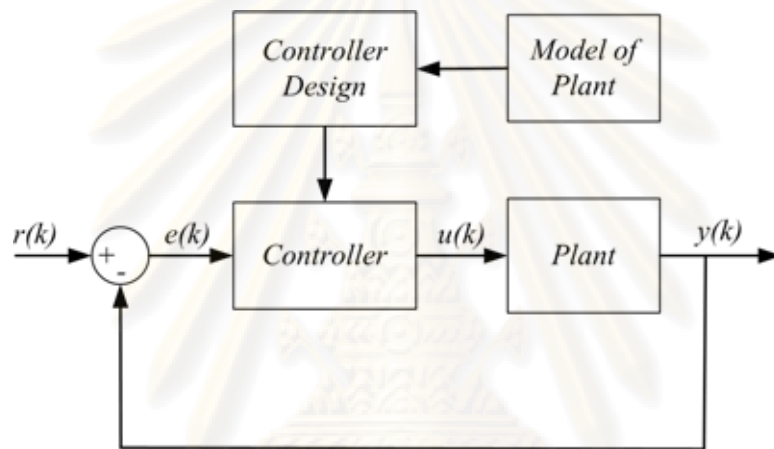 Controller
Design
Model of
Plant
r(k)
+
-
e(k)
Controller
u(k)
Plant
y(k)